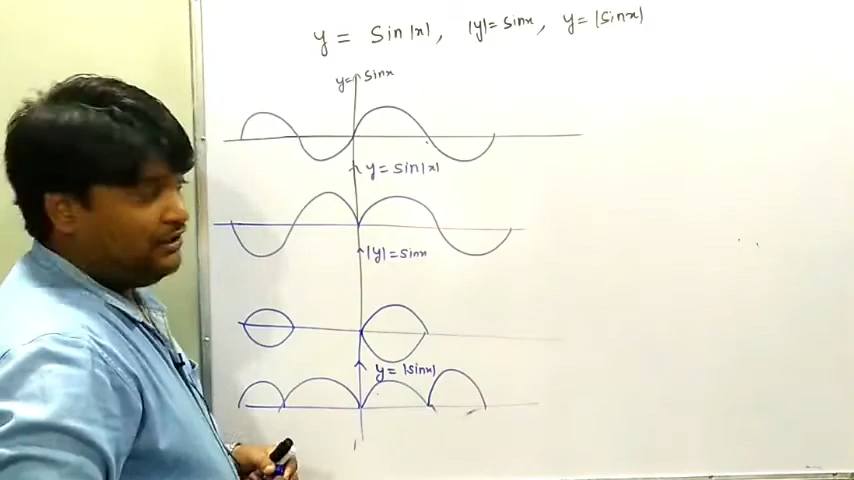 y = Sin|x|, |y|= sinx, y= |sinx|
y= sinx
y = sin|x|
|y|= sinx
y= |sinx|